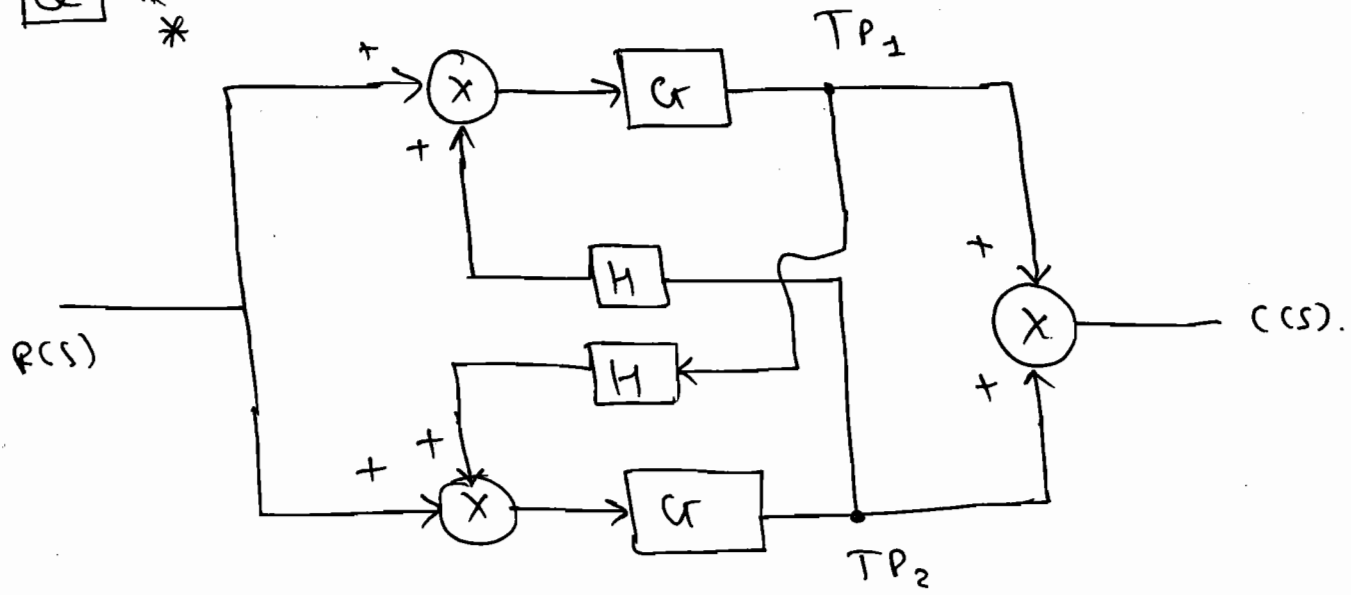 *
*
+ TP1
X G
+
H +
X C(S).
R(S)
H +
+
+
X G
TP2